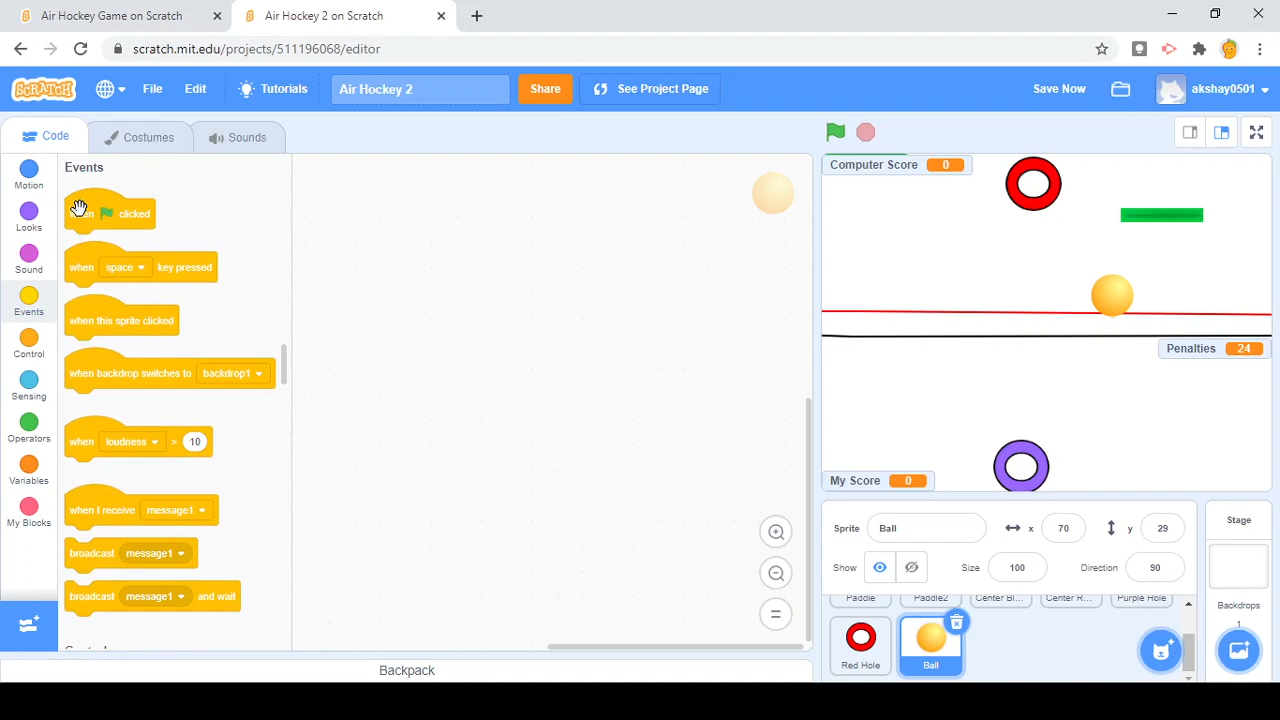 Air Hockey Game on Scratch
Air Hockey 2 on Scratch
scratch.mit.edu/projects/511196068/editor
SCRATCH
File
Edit
Tutorials
Air Hockey 2
Share
See Project Page
Save Now
akshay0501
Code
Costumes
Sounds
Motion
Looks
Sound
Events
Control
Sensing
Operators
Variables
My Blocks
Events
clicked
when space key pressed
when this sprite clicked
when backdrop switches to backdrop1
when loudness > 10
when I receive message1
broadcast message1
broadcast message1 and wait
Computer Score 0
Penalties 24
My Score 0
Sprite Ball x 70 y 29
Show Size 100 Direction 90
Paddle
Paddle2
Center Bl...
Center R...
Purple Hole
Red Hole
Ball
Stage
Backdrops
1
Backpack